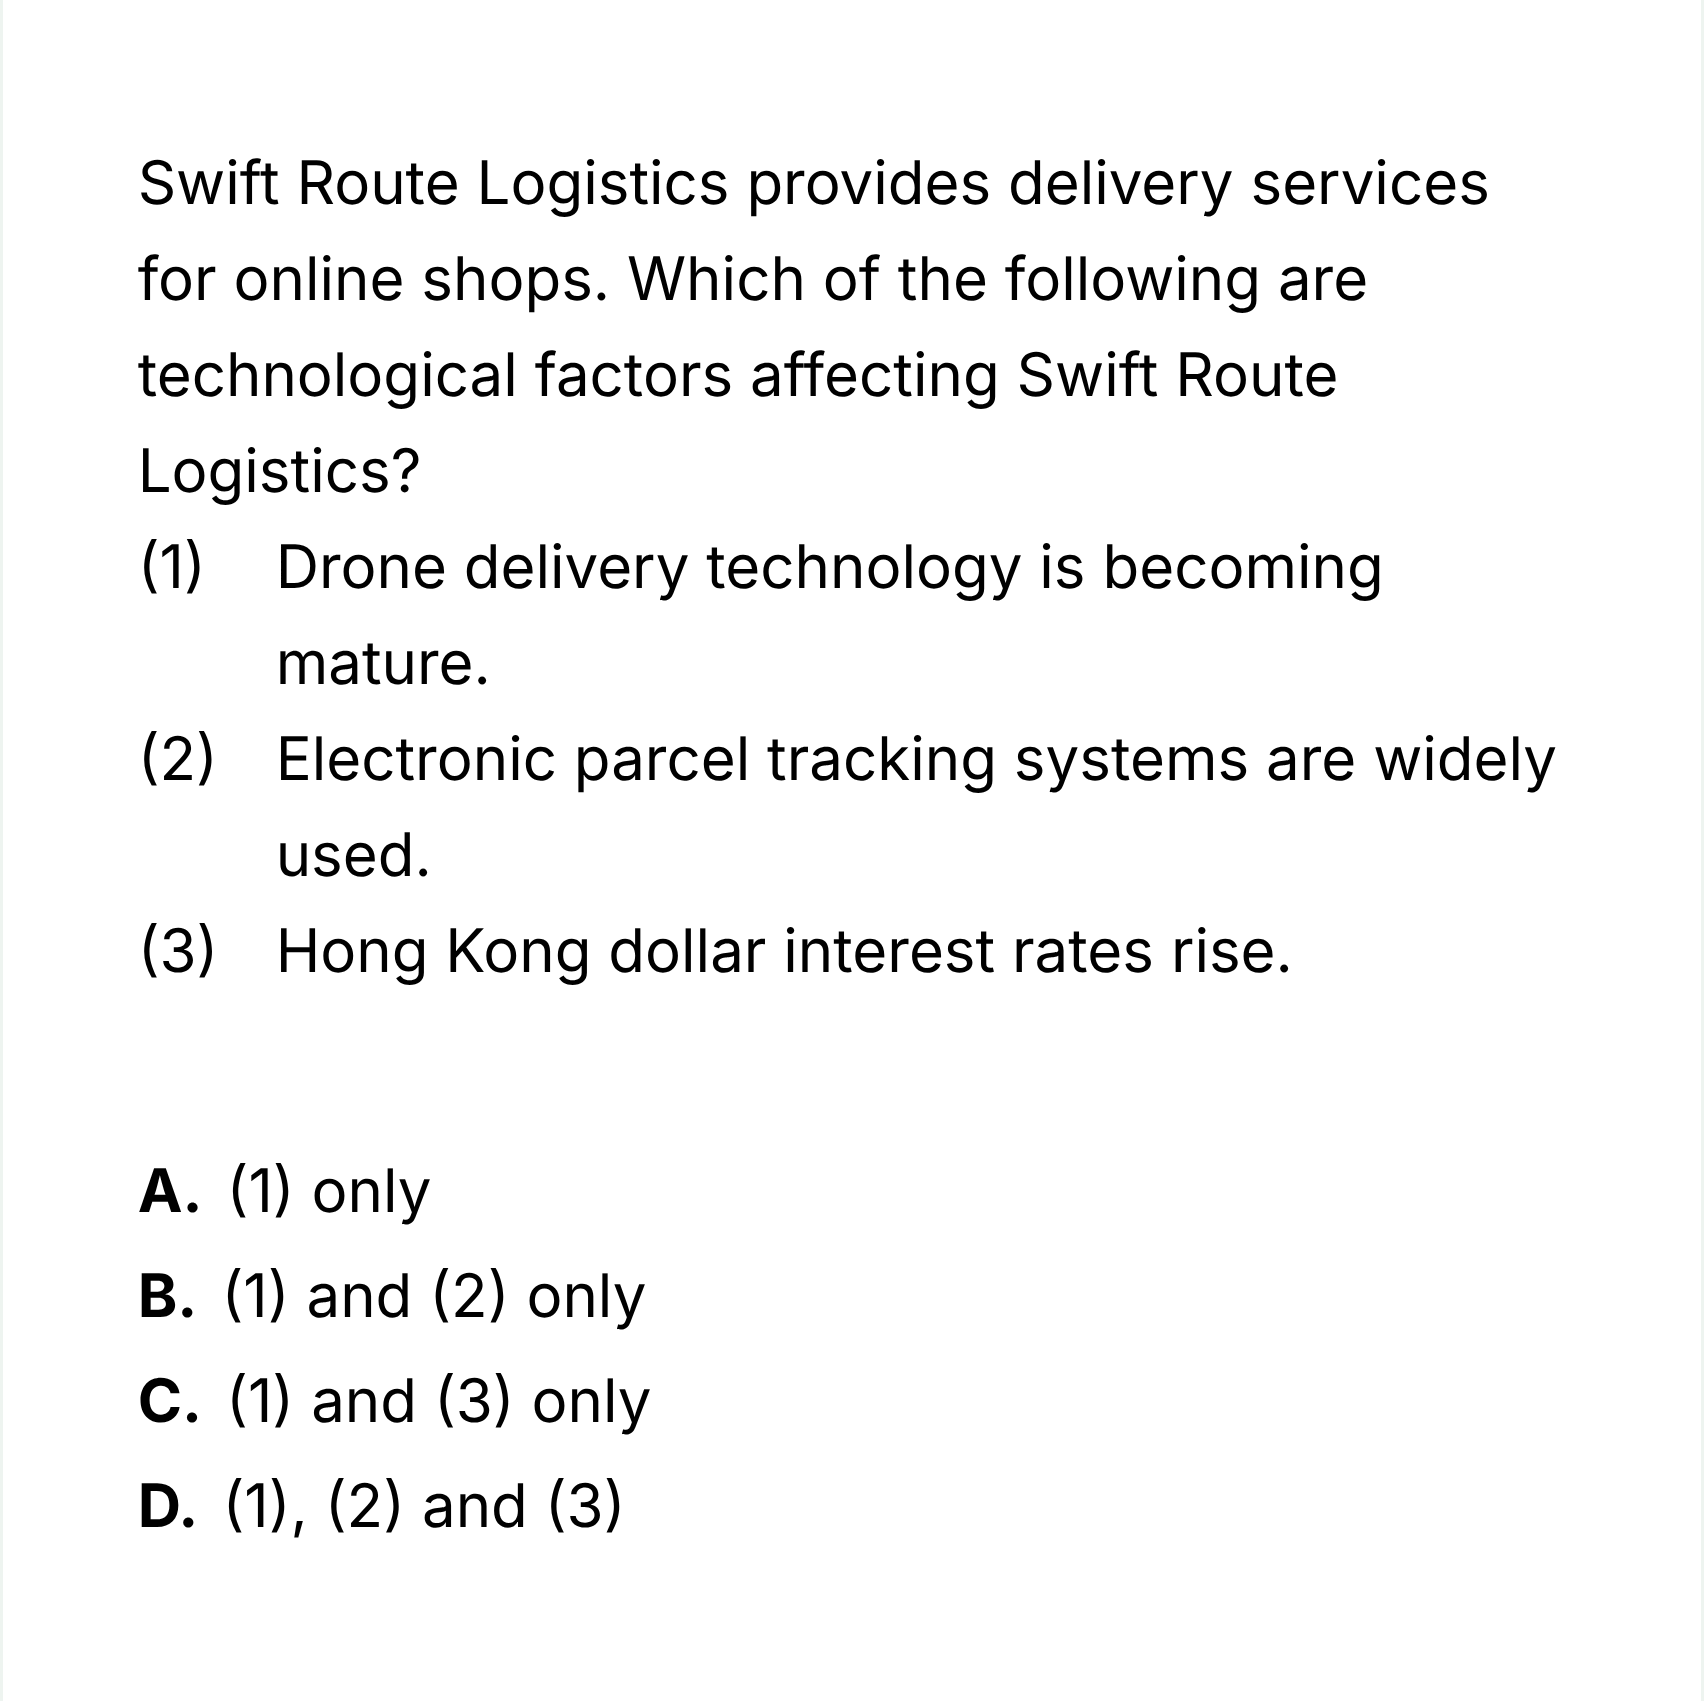 Swift Route Logistics provides delivery services
for online shops. Which of the following are
technological factors affecting Swift Route
Logistics?
(1) Drone delivery technology is becoming
mature.
(2) Electronic parcel tracking systems are widely
used.
(3) Hong Kong dollar interest rates rise.
A. (1) only
B. (1) and (2) only
C. (1) and (3) only
D. (1), (2) and (3)